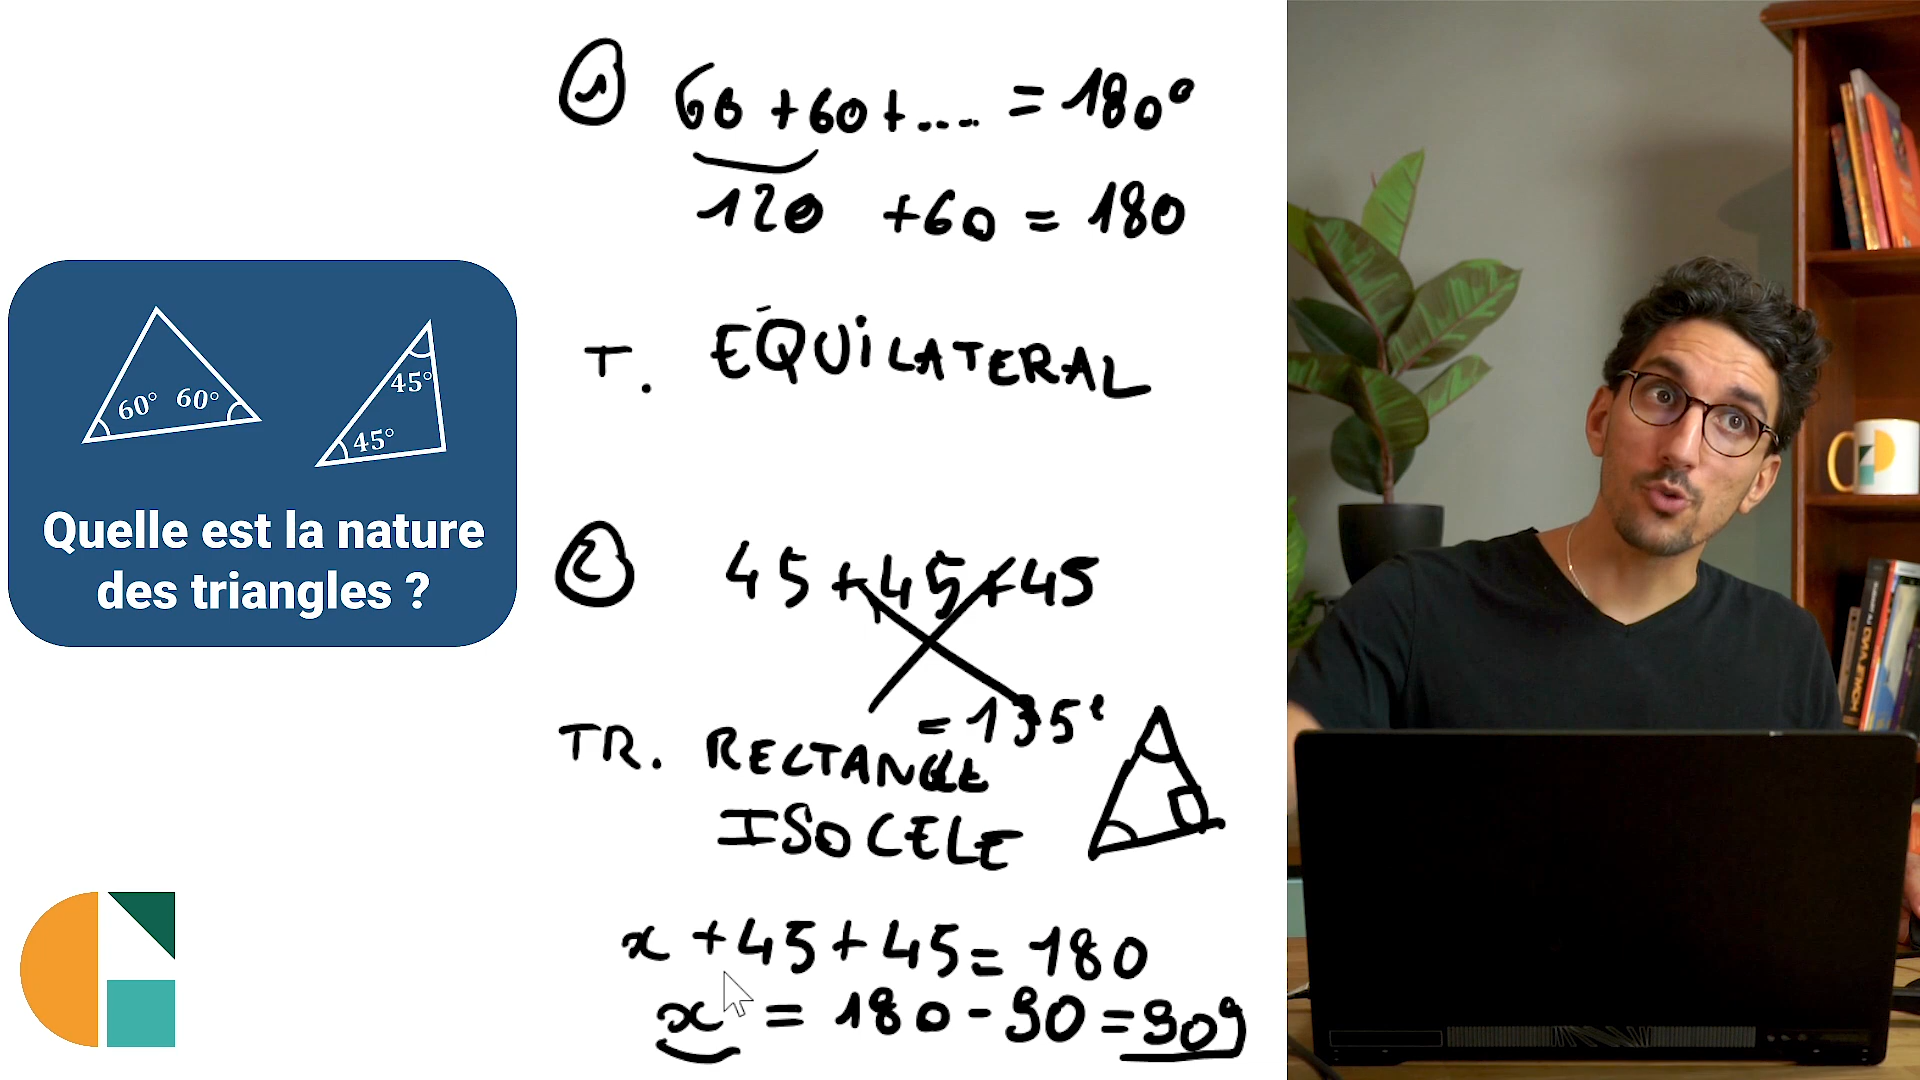 60° 60°
45°
45°
Quelle est la nature
des triangles ?
1 60 + 60 + .... = 180°
120 + 60 = 180
T. ÉQUiLATERAL
2 45 + 45 + 45
= 135°
TR. RECTANGLE
ISOCELE
x + 45 + 45 = 180
x = 180 - 90 = 90°